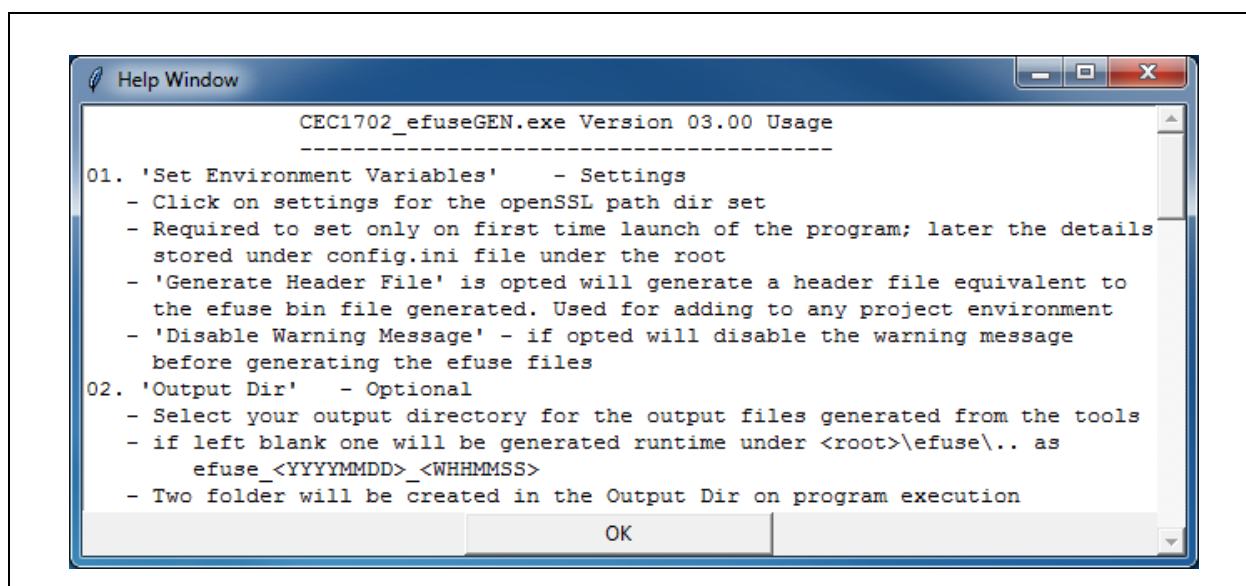 Help Window
CEC1702_efuseGEN.exe Version 03.00 Usage
----------------------------------------
01. 'Set Environment Variables'    - Settings
   - Click on settings for the openSSL path dir set
   - Required to set only on first time launch of the program; later the details
     stored under config.ini file under the root
   - 'Generate Header File' is opted will generate a header file equivalent to
     the efuse bin file generated. Used for adding to any project environment
   - 'Disable Warning Message' - if opted will disable the warning message
     before generating the efuse files
02. 'Output Dir'   - Optional
   - Select your output directory for the output files generated from the tools
   - if left blank one will be generated runtime under <root>\efuse\.. as
        efuse_<YYYYMMDD>_<WHHMMSS>
   - Two folder will be created in the Output Dir on program execution
OK